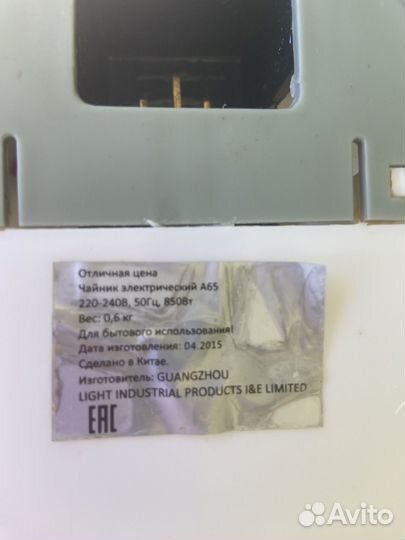 Отличная цена
Чайник электрический А65
220-240В, 50Гц, 850Вт
Вес: 0,6 кг
Для бытового использования!
Дата изготовления: 04.2015
Сделано в Китае.
Изготовитель: GUANGZHOU
LIGHT INDUSTRIAL PRODUCTS I&E LIMITED
EAC
Avito